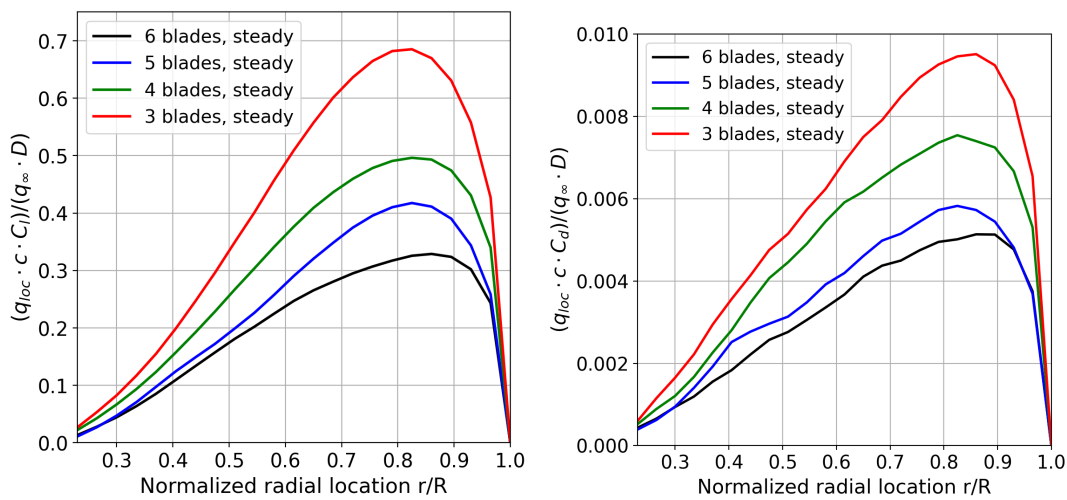 (q_loc · c · C_l)/(q_∞ · D)
0.7
0.6
0.5
0.4
0.3
0.2
0.1
0.0
6 blades, steady
5 blades, steady
4 blades, steady
3 blades, steady
0.3 0.4 0.5 0.6 0.7 0.8 0.9 1.0
Normalized radial location r/R
(q_loc · c · C_d)/(q_∞ · D)
0.010
0.008
0.006
0.004
0.002
0.000
6 blades, steady
5 blades, steady
4 blades, steady
3 blades, steady
0.3 0.4 0.5 0.6 0.7 0.8 0.9 1.0
Normalized radial location r/R